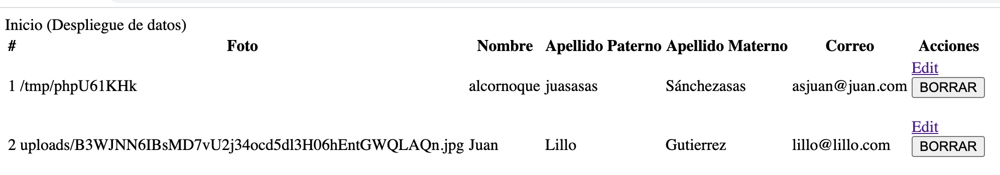 Inicio (Despliegue de datos)
# Foto Nombre Apellido Paterno Apellido Materno Correo Acciones
Edit
1 /tmp/phpU61KHk alcornoque juasasas Sánchezasas asjuan@juan.com BORRAR
Edit
2 uploads/B3WJNN6IBsMD7vU2j34ocd5dl3H06hEntGWQLAQn.jpg Juan Lillo Gutierrez lillo@lillo.com BORRAR